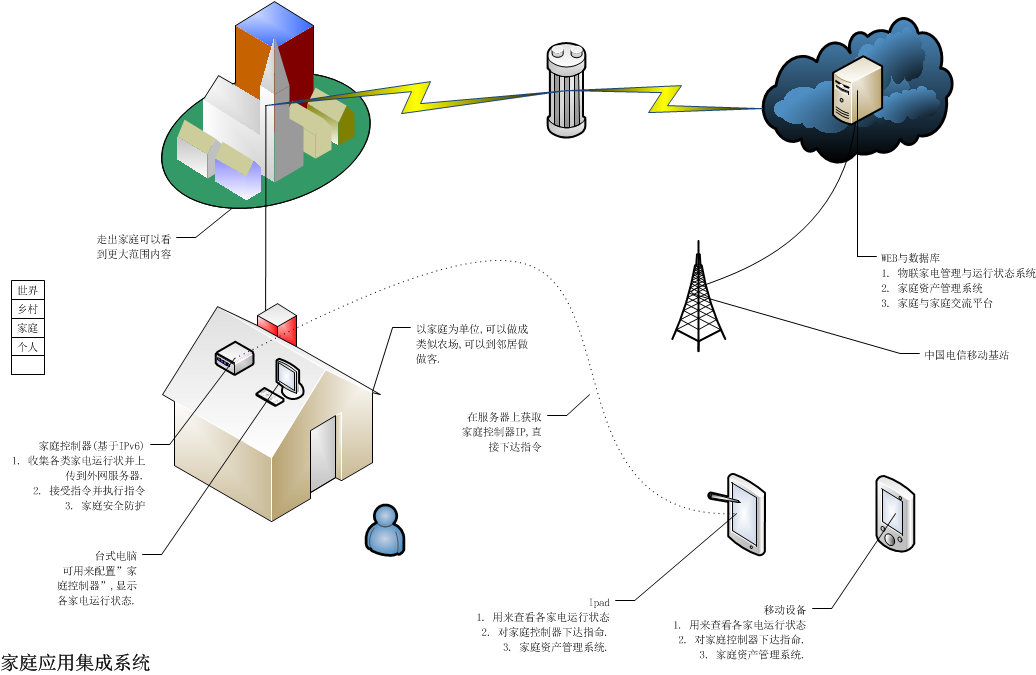 走出家庭可以看
到更大范围内容
WEB与数据库
1. 物联家电管理与运行状态系统
2. 家庭资产管理系统
3. 家庭与家庭交流平台
世界
乡村
家庭
个人
以家庭为单位,可以做成
类似农场,可以到邻居做
做客.
中国电信移动基站
在服务器上获取
家庭控制器IP,直
接下达指令
家庭控制器(基于IPv6)
1. 收集各类家电运行状并上
传到外网服务器.
2. 接受指令并执行指令
3. 家庭安全防护
台式电脑
可用来配置”家
庭控制器”,显示
各家电运行状态.
Ipad
1. 用来查看各家电运行状态
2. 对家庭控制器下达指命.
3. 家庭资产管理系统.
移动设备
1. 用来查看各家电运行状态
2. 对家庭控制器下达指命.
3. 家庭资产管理系统.
家庭应用集成系统